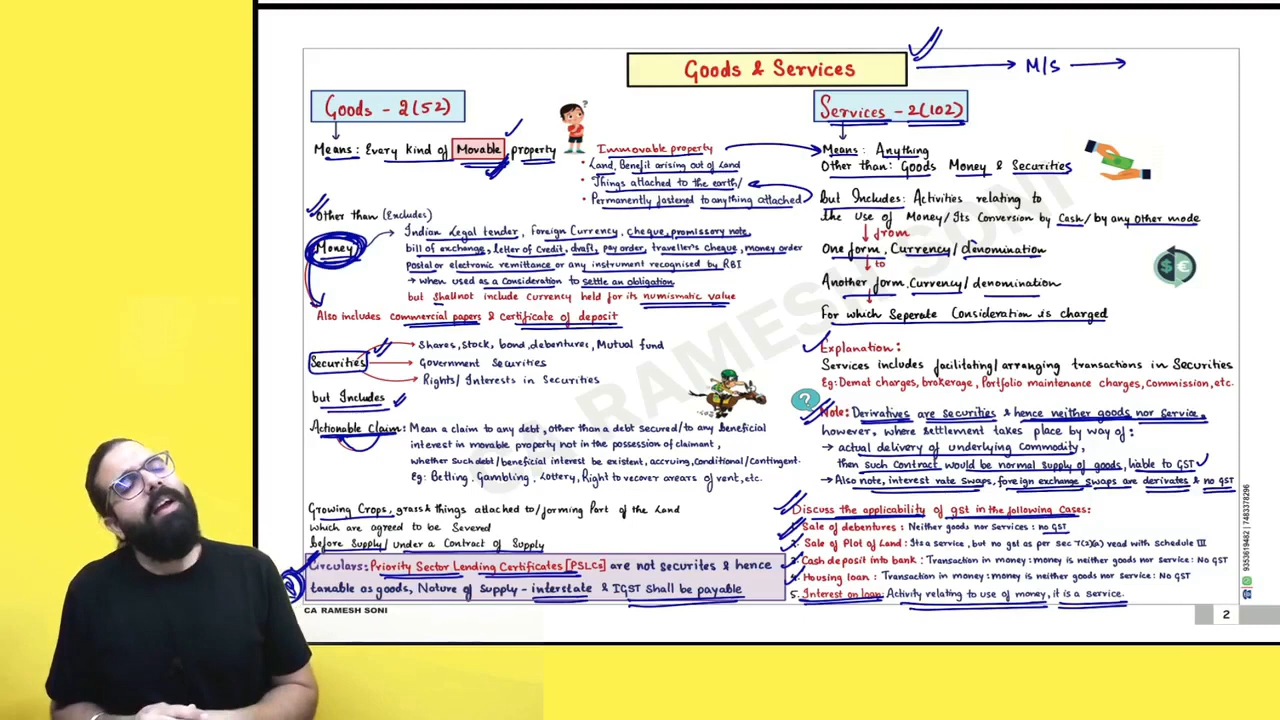 Goods & Services
M/S
Goods - 2(52)
Means: Every kind of Movable property
Immovable property
• Land, Benefit arising out of Land
• Things attached to the earth/
• Permanently fastened to anything attached
Other than (Excludes)
Money
Indian Legal tender, Foreign Currency, cheque, promissory note,
bill of exchange, letter of Credit, draft, pay order, traveller's cheque, money order
postal or electronic remittance or any instrument recognised by RBI
→ when used as a Consideration to settle an obligation
but shall not include currency held for its numismatic value
Also includes commercial papers & certificate of deposit
Securities
Shares, Stock, bond, debentures, Mutual fund
Government Securities
Rights/ Interests in Securities
but Includes
Actionable Claim: Mean a claim to any debt, other than a debt secured/to any beneficial
interest in movable property not in the possession of claimant,
whether such debt/beneficial interest be existent, accruing, Conditional/Contingent.
Eg: Betting, Gambling, Lottery, Right to recover arrears of rent, etc.
Growing Crops, grass & things attached to/forming Part of the Land
which are agreed to be Severed
before Supply/ under a Contract of Supply
Circulars: Priority Sector Lending Certificates [PSLCs] are not securites & hence
taxable as goods, Nature of Supply - interstate & IGST shall be payable
CA RAMESH SONI
Services - 2(102)
Means: Anything
Other than: Goods Money & Securities
But Includes: Activities relating to
the Use of Money/ Its Conversion by Cash/ by any other mode
from
One form, Currency/ denomination
to
Another form, Currency/ denomination
For which Seperate Consideration is charged
Explanation:
Services includes facilitating/arranging transactions in Securities
Eg: Demat charges, brokerage, Portfolio maintenance charges, Commission, etc.
Note: Derivatives are securities & hence neither goods nor service,
however, where settlement takes place by way of:
→ actual delivery of underlying commodity,
then such Contract would be normal supply of goods, liable to GST
→ Also note, interest rate swaps, foreign exchange swaps are derivates & no GST
Discuss the applicability of gst in the following Cases:
Sale of debentures: Neither goods nor Services: no GST
Sale of Plot of Land: Its a service, but no gst as per sec 7(2)(a) read with Schedule III
3. Cash deposit into bank: Transaction in money: money is neither goods nor service: No GST
4. Housing loan: Transaction in money: money is neither goods nor service: No GST
5. Interest on loan: Activity relating to use of money, it is a service.
2
9353619482 | 7483378296
CA RAMESH SONI